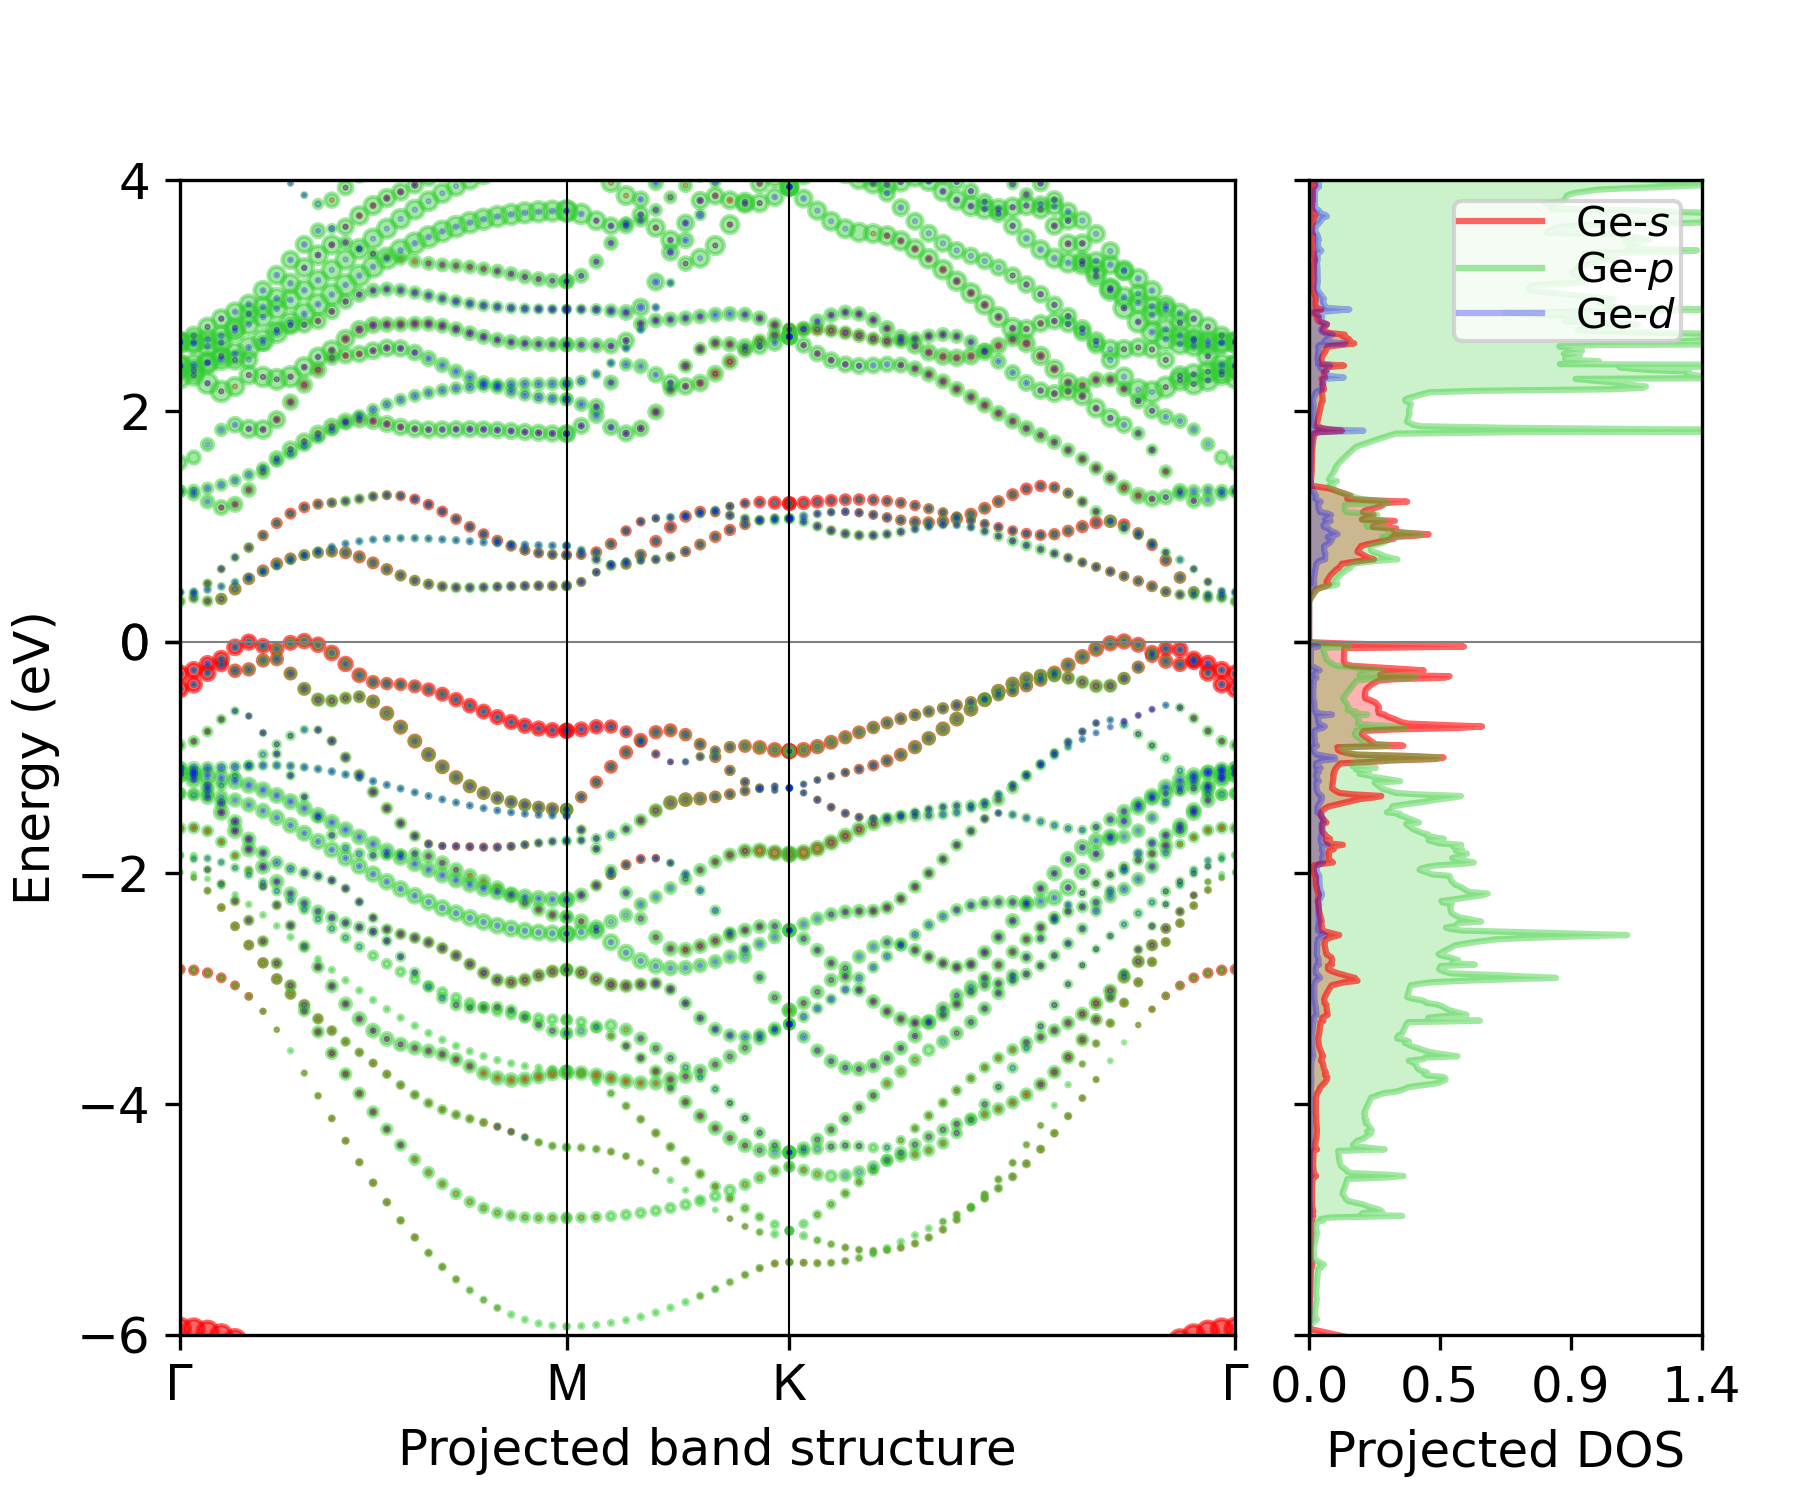 4
2
0
−2
−4
−6
Energy (eV)
Γ
M
K
Γ
Projected band structure
Ge-s
Ge-p
Ge-d
0.0
0.5
0.9
1.4
Projected DOS